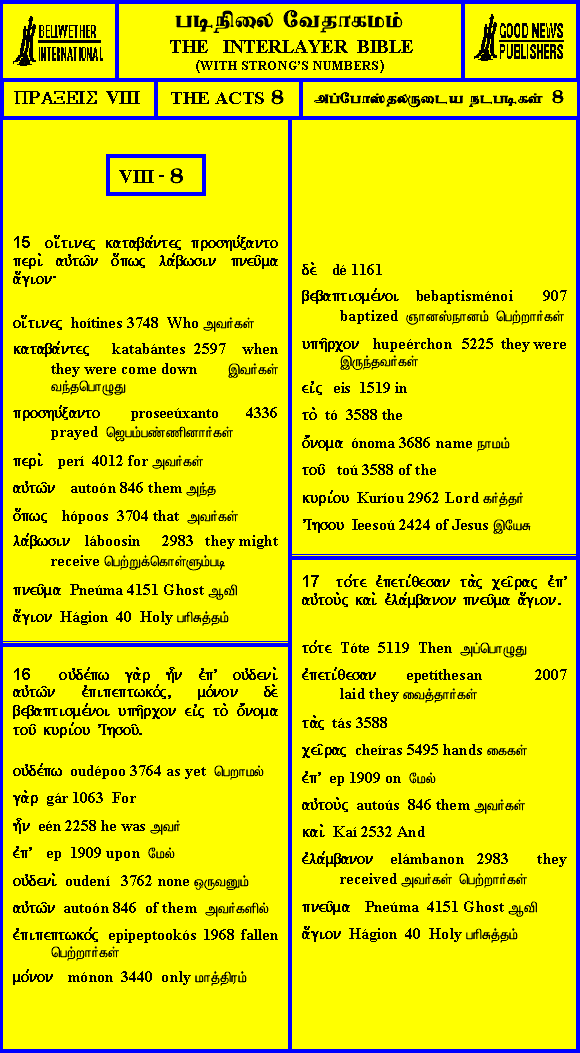 BELLWETHER
INTERNATIONAL
படிநிலை வேதாகமம்
THE INTERLAYER BIBLE
(WITH STRONG'S NUMBERS)
GOOD NEWS
PUBLISHERS
ΠΡΑΞΕΙΣ VIII
THE ACTS 8
அப்போஸ்தலருடைய நடபடிகள் 8
VIII - 8
15 οἵτινες καταβάντες προσηύξαντο
περὶ αὐτῶν ὅπως λάβωσιν πνεῦμα
ἅγιον·
οἵτινες hoítines 3748 Who அவர்கள்
καταβάντες katabántes 2597 when
they were come down இவர்கள்
வந்தபொழுது
προσηύξαντο proseeúxanto 4336
prayed ஜெபம்பண்ணினார்கள்
περί perí 4012 for அவர்கள்
αὐτῶν autoón 846 them அந்த
ὅπως hópoos 3704 that அவர்கள்
λάβωσιν láboosin 2983 they might
receive பெற்றுக்கொள்ளும்படி
πνεῦμα Pneúma 4151 Ghost ஆவி
ἅγιον Hágion 40 Holy பரிசுத்தம்
16 οὐδέπω γὰρ ἦν ἐπ' οὐδενὶ
αὐτῶν ἐπιπεπτωκός, μόνον δὲ
βεβαπτισμένοι υπῆρχον εἰς τὸ ὄνομα
τοῦ κυρίου Ἰησοῦ.
οὐδέπω oudépoo 3764 as yet பெறாமல்
γὰρ gár 1063 For
ἦν eén 2258 he was அவர்
ἐπ' ep 1909 upon மேல்
οὐδενὶ oudení 3762 none ஒருவனும்
αὐτῶν autoón 846 of them அவர்களில்
ἐπιπεπτωκός epipeptookós 1968 fallen
பெற்றார்கள்
μόνον mónon 3440 only மாத்திரம்
δὲ dé 1161
βεβαπτισμένοι bebaptisménoi 907
baptized ஞானஸ்நானம் பெற்றார்கள்
υπῆρχον hupeérchon 5225 they were
இருந்தவர்கள்
εἰς eis 1519 in
τὸ tó 3588 the
ὄνομα ónoma 3686 name நாமம்
τοῦ toú 3588 of the
κυρίου Kuríou 2962 Lord கர்த்தர்
Ἰησου Ieesoú 2424 of Jesus இயேசு
17 τότε ἐπετίθεσαν τὰς χεῖρας ἐπ'
αὐτοὺς καὶ ἐλάμβανον πνεῦμα ἅγιον.
τότε Tóte 5119 Then அப்பொழுது
ἐπετίθεσαν epetíthesan 2007
laid they வைத்தார்கள்
τὰς tás 3588
χεῖρας cheíras 5495 hands கைகள்
ἐπ' ep 1909 on மேல்
αὐτοὺς autoús 846 them அவர்கள்
καὶ Kaí 2532 And
ἐλάμβανον elámbanon 2983 they
received அவர்கள் பெற்றார்கள்
πνεῦμα Pneúma 4151 Ghost ஆவி
ἅγιον Hágion 40 Holy பரிசுத்தம்